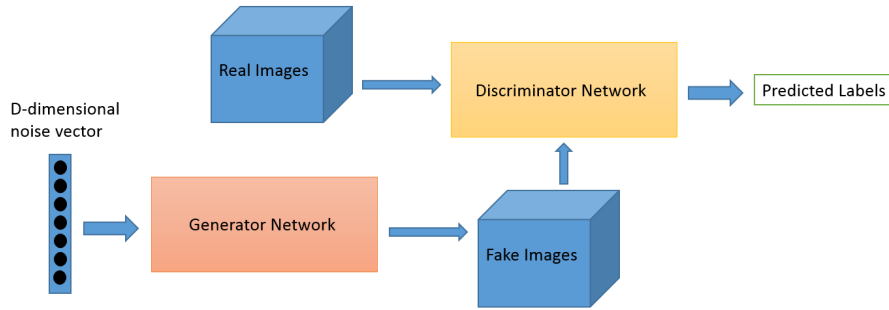 Real Images
Discriminator Network
Predicted Labels
D-dimensional
noise vector
Generator Network
Fake Images